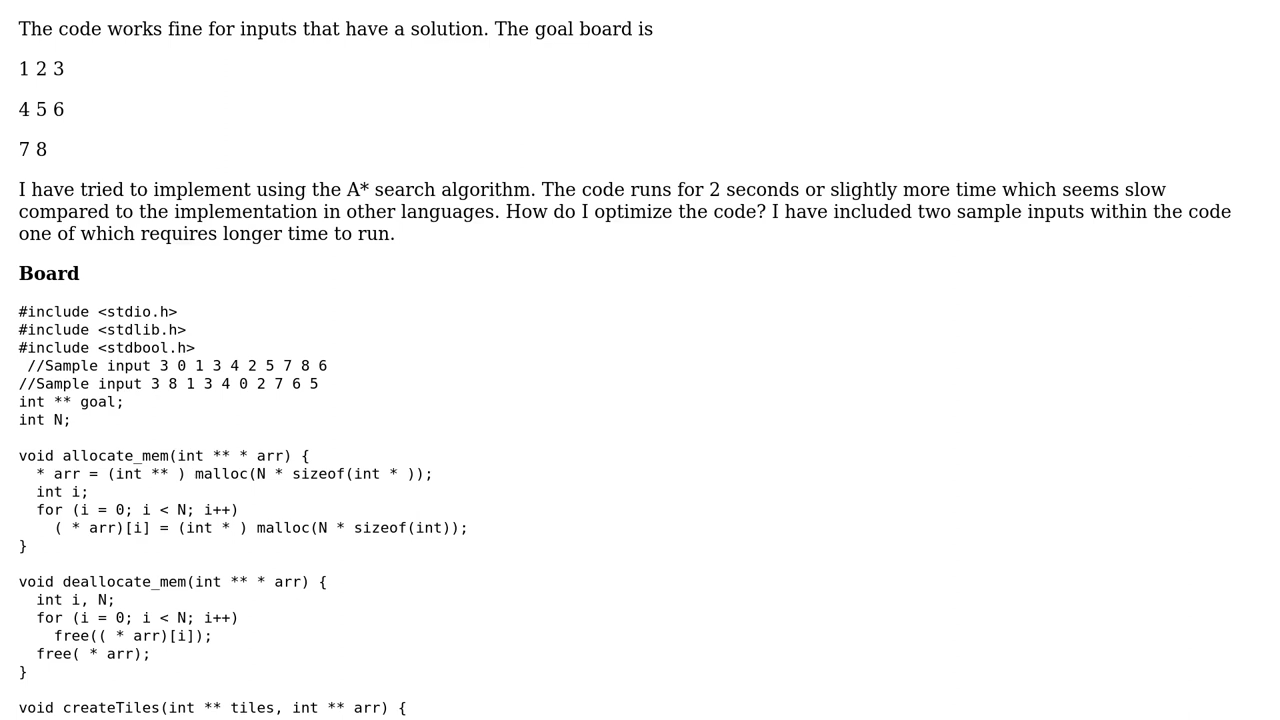 The code works fine for inputs that have a solution. The goal board is
1 2 3
4 5 6
7 8
I have tried to implement using the A* search algorithm. The code runs for 2 seconds or slightly more time which seems slow
compared to the implementation in other languages. How do I optimize the code? I have included two sample inputs within the code
one of which requires longer time to run.
Board
#include <stdio.h>
#include <stdlib.h>
#include <stdbool.h>
 //Sample input 3 0 1 3 4 2 5 7 8 6
//Sample input 3 8 1 3 4 0 2 7 6 5
int ** goal;
int N;
void allocate_mem(int ** * arr) {
  * arr = (int ** ) malloc(N * sizeof(int * ));
  int i;
  for (i = 0; i < N; i++)
    ( * arr)[i] = (int * ) malloc(N * sizeof(int));
}
void deallocate_mem(int ** * arr) {
  int i, N;
  for (i = 0; i < N; i++)
    free(( * arr)[i]);
  free( * arr);
}
void createTiles(int ** tiles, int ** arr) {